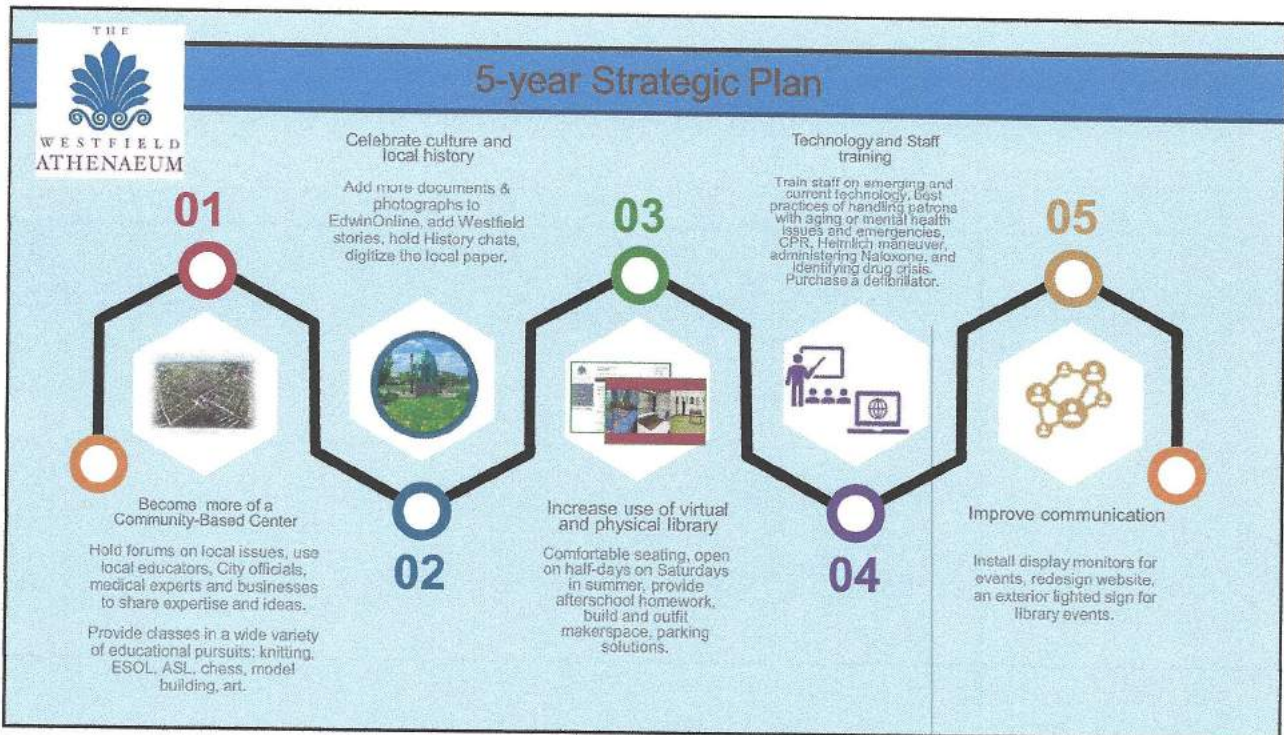 THE
WESTFIELD
ATHENAEUM
5-year Strategic Plan
01
Become more of a
Community-Based Center
Hold forums on local issues, use
local educators, City officials,
medical experts and businesses
to share expertise and ideas.
Provide classes in a wide variety
of educational pursuits: knitting,
ESOL, ASL, chess, model
building, art.
Celebrate culture and
local history
Add more documents &
photographs to
EdwinOnline, add Westfield
stories, hold History chats,
digitize the local paper.
02
03
Increase use of virtual
and physical library
Comfortable seating, open
on half-days on Saturdays
in summer, provide
afterschool homework,
build and outfit
makerspace, parking
solutions.
Technology and Staff
training
Train staff on emerging and
current technology, best
practices of handling patrons
with aging or mental health
issues and emergencies,
CPR, Heimlich maneuver,
administering Naloxone, and
identifying drug crisis.
Purchase a defibrillator.
04
05
Improve communication
Install display monitors for
events, redesign website,
an exterior lighted sign for
library events.